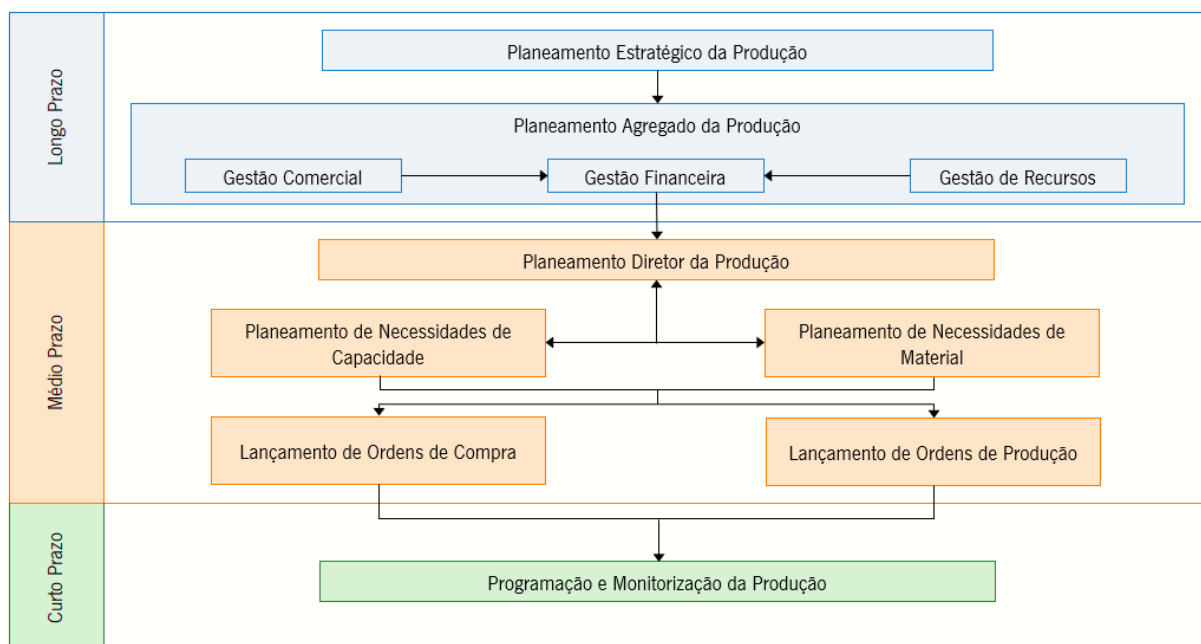 Longo Prazo
Planeamento Estratégico da Produção
Planeamento Agregado da Produção
Gestão Comercial
Gestão Financeira
Gestão de Recursos
Médio Prazo
Planeamento Diretor da Produção
Planeamento de Necessidades de
Capacidade
Planeamento de Necessidades de
Material
Lançamento de Ordens de Compra
Lançamento de Ordens de Produção
Curto Prazo
Programação e Monitorização da Produção